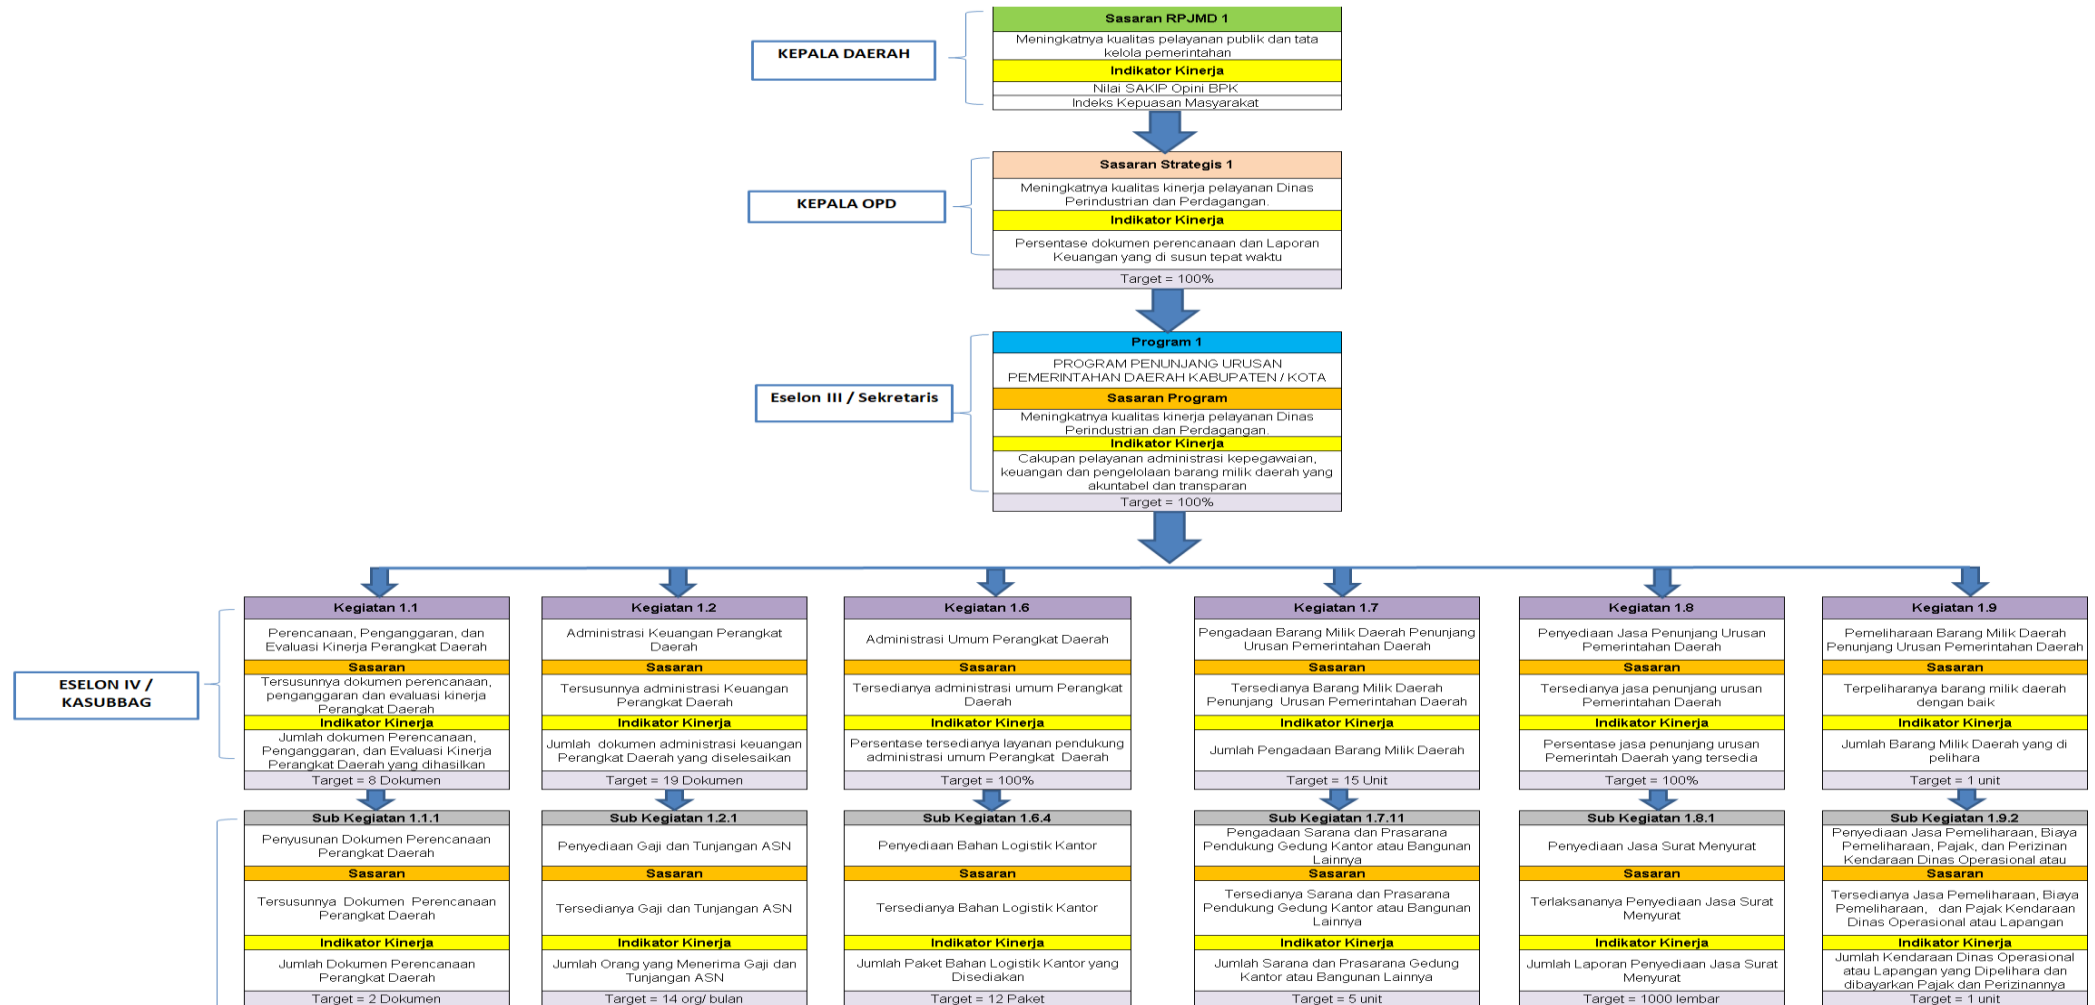 Sasaran RPJMD 1
KEPALA DAERAH
Meningkatnya kualitas pelayanan publik dan tata
kelola pemerintahan
Indikator Kinerja
Nilai SAKIP Opini BPK
Indeks Kepuasan Masyarakat
Sasaran Strategis 1
KEPALA OPD
Meningkatnya kualitas kinerja pelayanan Dinas
Perindustrian dan Perdagangan.
Indikator Kinerja
Persentase dokumen perencanaan dan Laporan
Keuangan yang di susun tepat waktu
Target = 100%
Program 1
Eselon III / Sekretaris
PROGRAM PENUNJANG URUSAN
PEMERINTAHAN DAERAH KABUPATEN / KOTA
Sasaran Program
Meningkatnya kualitas kinerja pelayanan Dinas
Perindustrian dan Perdagangan.
Indikator Kinerja
Cakupan pelayanan administrasi kepegawaian,
keuangan dan pengelolaan barang milik daerah yang
akuntabel dan transparan
Target = 100%
ESELON IV /
KASUBBAG
Kegiatan 1.1
Perencanaan, Penganggaran, dan
Evaluasi Kinerja Perangkat Daerah
Sasaran
Tersusunnya dokumen perencanaan,
penganggaran dan evaluasi kinerja
Perangkat Daerah
Indikator Kinerja
Jumlah dokumen Perencanaan,
Penganggaran, dan Evaluasi Kinerja
Perangkat Daerah yang dihasilkan
Target = 8 Dokumen
Kegiatan 1.2
Administrasi Keuangan Perangkat
Daerah
Sasaran
Tersusunnya administrasi Keuangan
Perangkat Daerah
Indikator Kinerja
Jumlah dokumen administrasi keuangan
Perangkat Daerah yang diselesaikan
Target = 19 Dokumen
Kegiatan 1.6
Administrasi Umum Perangkat Daerah
Sasaran
Tersedianya administrasi umum Perangkat
Daerah
Indikator Kinerja
Persentase tersedianya layanan pendukung
administrasi umum Perangkat Daerah
Target = 100%
Kegiatan 1.7
Pengadaan Barang Milik Daerah Penunjang
Urusan Pemerintahan Daerah
Sasaran
Tersedianya Barang Milik Daerah
Penunjang Urusan Pemerintahan Daerah
Indikator Kinerja
Jumlah Pengadaan Barang Milik Daerah
Target = 15 Unit
Kegiatan 1.8
Penyediaan Jasa Penunjang Urusan
Pemerintahan Daerah
Sasaran
Tersedianya jasa penunjang urusan
Pemerintahan Daerah
Indikator Kinerja
Persentase jasa penunjang urusan
Pemerintah Daerah yang tersedia
Target = 100%
Kegiatan 1.9
Pemeliharaan Barang Milik Daerah
Penunjang Urusan Pemerintahan Daerah
Sasaran
Terpeliharanya barang milik daerah
dengan baik
Indikator Kinerja
Jumlah Barang Milik Daerah yang di
pelihara
Target = 1 unit
Sub Kegiatan 1.1.1
Penyusunan Dokumen Perencanaan
Perangkat Daerah
Sasaran
Tersusunnya Dokumen Perencanaan
Perangkat Daerah
Indikator Kinerja
Jumlah Dokumen Perencanaan
Perangkat Daerah
Target = 2 Dokumen
Sub Kegiatan 1.2.1
Penyediaan Gaji dan Tunjangan ASN
Sasaran
Tersedianya Gaji dan Tunjangan ASN
Indikator Kinerja
Jumlah Orang yang Menerima Gaji dan
Tunjangan ASN
Target = 14 org/ bulan
Sub Kegiatan 1.6.4
Penyediaan Bahan Logistik Kantor
Sasaran
Tersedianya Bahan Logistik Kantor
Indikator Kinerja
Jumlah Paket Bahan Logistik Kantor yang
Disediakan
Target = 12 Paket
Sub Kegiatan 1.7.11
Pengadaan Sarana dan Prasarana
Pendukung Gedung Kantor atau Bangunan
Lainnya
Sasaran
Tersedianya Sarana dan Prasarana
Pendukung Gedung Kantor atau Bangunan
Lainnya
Indikator Kinerja
Jumlah Sarana dan Prasarana Gedung
Kantor atau Bangunan Lainnya
Target = 5 unit
Sub Kegiatan 1.8.1
Penyediaan Jasa Surat Menyurat
Sasaran
Terlaksananya Penyediaan Jasa Surat
Menyurat
Indikator Kinerja
Jumlah Laporan Penyediaan Jasa Surat
Menyurat
Target = 1000 lembar
Sub Kegiatan 1.9.2
Penyediaan Jasa Pemeliharaan, Biaya
Pemeliharaan, Pajak, dan Perizinan
Kendaraan Dinas Operasional atau
Sasaran
Tersedianya Jasa Pemeliharaan, Biaya
Pemeliharaan, dan Pajak Kendaraan
Dinas Operasional atau Lapangan
Indikator Kinerja
Jumlah Kendaraan Dinas Operasional
atau Lapangan yang Dipelihara dan
dibayarkan Pajak dan Perizinannya
Target = 1 unit